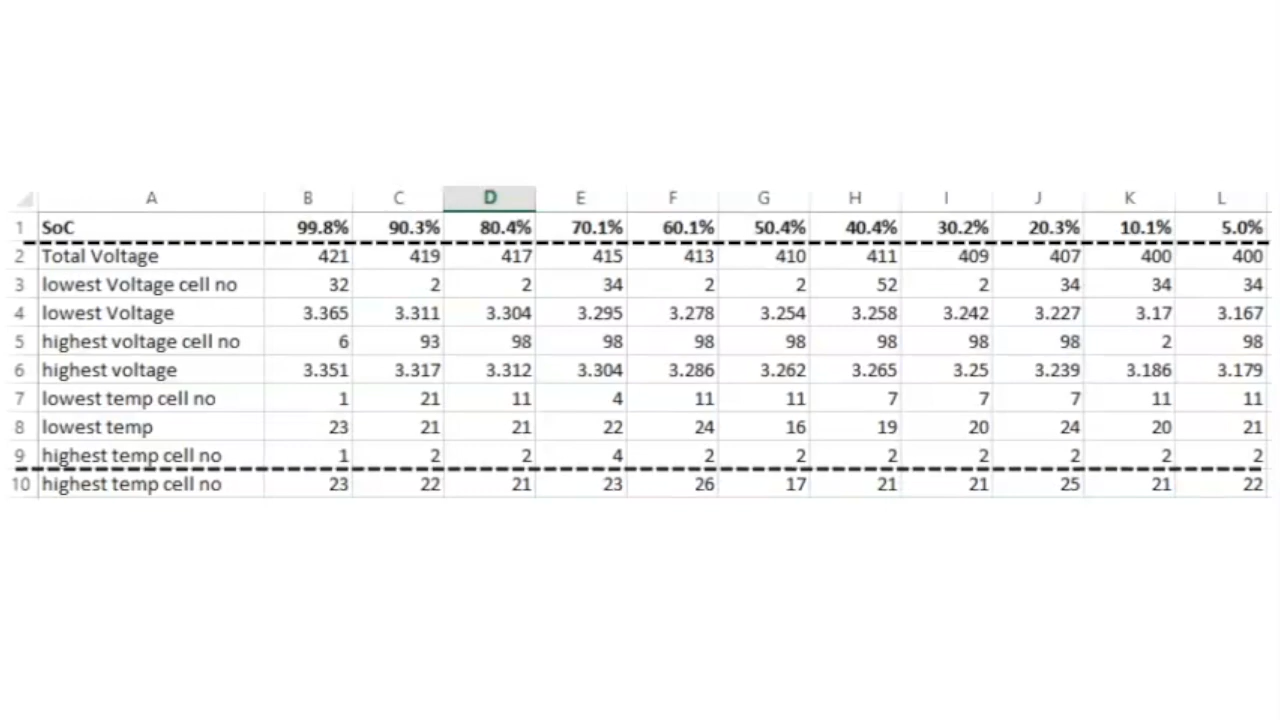 A B C D E F G H I J K L
1 SoC 99.8% 90.3% 80.4% 70.1% 60.1% 50.4% 40.4% 30.2% 20.3% 10.1% 5.0%
2 Total Voltage 421 419 417 415 413 410 411 409 407 400 400
3 lowest Voltage cell no 32 2 2 34 2 2 52 2 34 34 34
4 lowest Voltage 3.365 3.311 3.304 3.295 3.278 3.254 3.258 3.242 3.227 3.17 3.167
5 highest voltage cell no 6 93 98 98 98 98 98 98 98 2 98
6 highest voltage 3.351 3.317 3.312 3.304 3.286 3.262 3.265 3.25 3.239 3.186 3.179
7 lowest temp cell no 1 21 11 4 11 11 7 7 7 11 11
8 lowest temp 23 21 21 22 24 16 19 20 24 20 21
9 highest temp cell no 1 2 2 4 2 2 2 2 2 2 2
10 highest temp cell no 23 22 21 23 26 17 21 21 25 21 22